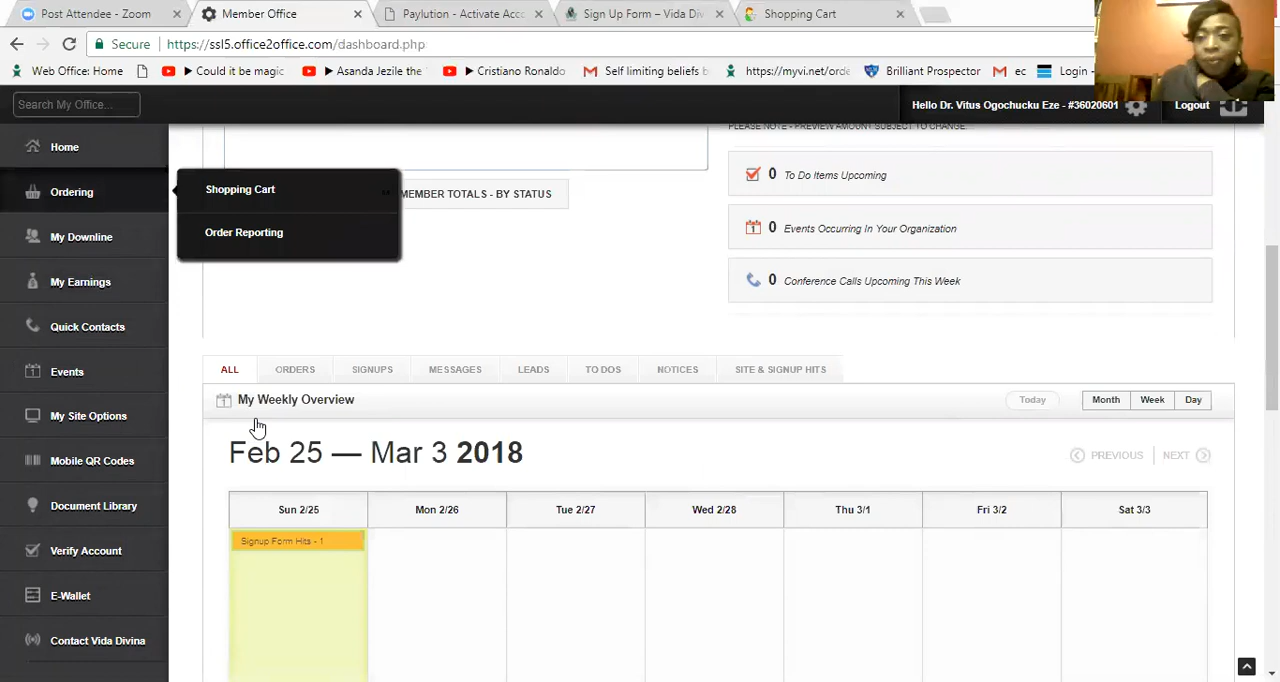 Post Attendee - Zoom
Member Office
Paylution - Activate Acc
Sign Up Form – Vida Div
Shopping Cart
Secure
https://ssl5.office2office.com/dashboard.php
Web Office: Home
Could it be magic
Asanda Jezile the
Cristiano Ronaldo
Self limiting beliefs b
https://myvi.net/orde
Brilliant Prospector
ec
Login -
Search My Office...
Hello Dr. Vitus Ogochucku Eze - #36020601
Logout
PLEASE NOTE - PREVIEW AMOUNT SUBJECT TO CHANGE...
Home
Ordering
My Downline
My Earnings
Quick Contacts
Events
My Site Options
Mobile QR Codes
Document Library
Verify Account
E-Wallet
Contact Vida Divina
Shopping Cart
Order Reporting
MEMBER TOTALS - BY STATUS
0 To Do Items Upcoming
0 Events Occurring In Your Organization
0 Conference Calls Upcoming This Week
ALL
ORDERS
SIGNUPS
MESSAGES
LEADS
TO DOS
NOTICES
SITE & SIGNUP HITS
My Weekly Overview
Today
Month
Week
Day
Feb 25 — Mar 3 2018
PREVIOUS
NEXT
Sun 2/25
Mon 2/26
Tue 2/27
Wed 2/28
Thu 3/1
Fri 3/2
Sat 3/3
Signup Form Hits - 1